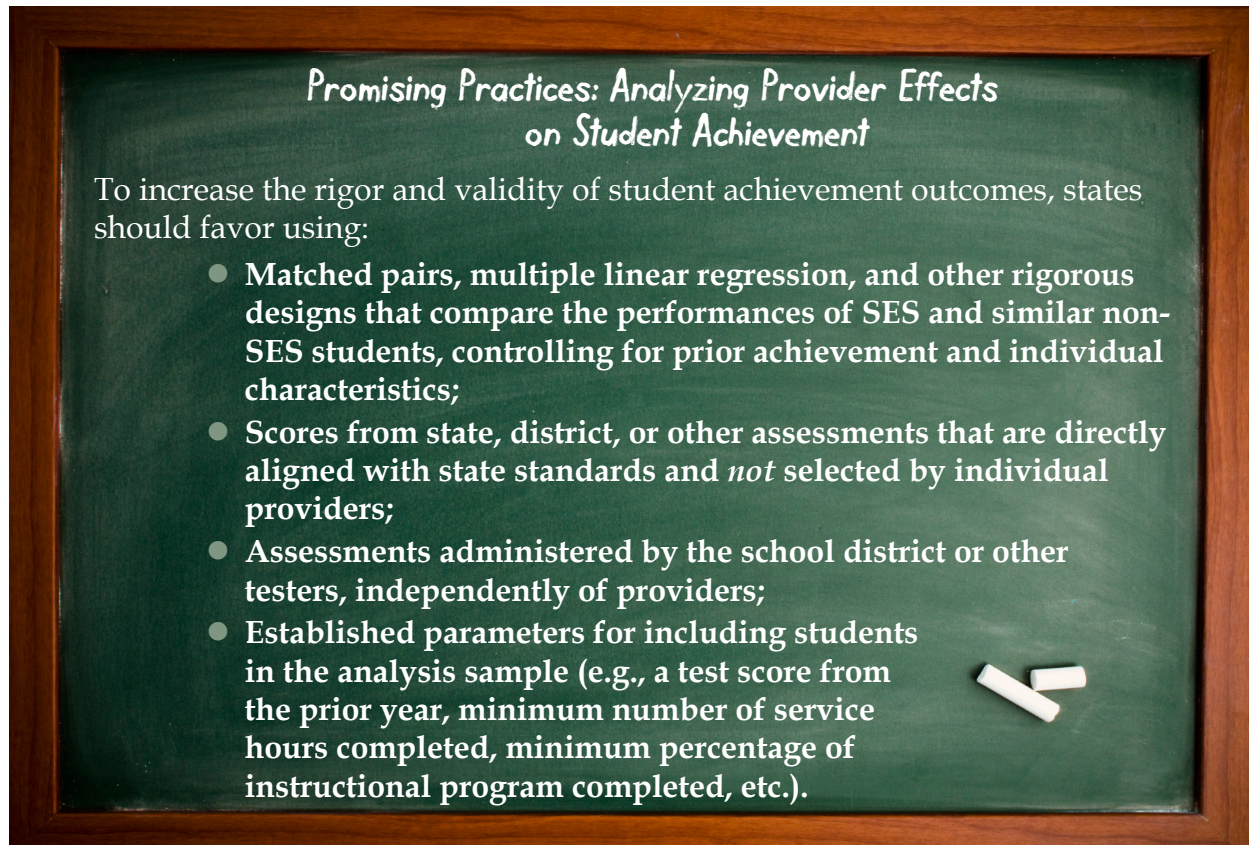 Promising Practices: Analyzing Provider Effects
on Student Achievement
To increase the rigor and validity of student achievement outcomes, states
should favor using:
● Matched pairs, multiple linear regression, and other rigorous
designs that compare the performances of SES and similar non-
SES students, controlling for prior achievement and individual
characteristics;
● Scores from state, district, or other assessments that are directly
aligned with state standards and not selected by individual
providers;
● Assessments administered by the school district or other
testers, independently of providers;
● Established parameters for including students
in the analysis sample (e.g., a test score from
the prior year, minimum number of service
hours completed, minimum percentage of
instructional program completed, etc.).